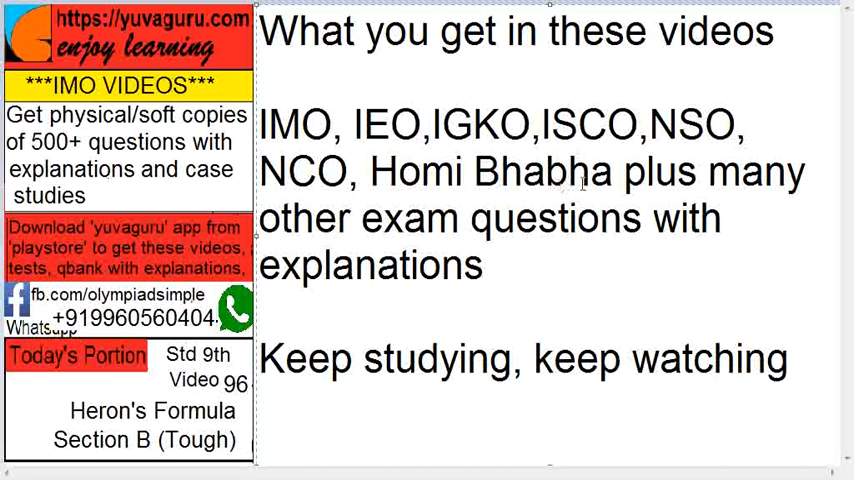 https://yuvaguru.com
enjoy learning
***IMO VIDEOS***
Get physical/soft copies
of 500+ questions with
explanations and case
studies
Download 'yuvaguru' app from
'playstore' to get these videos,
tests, qbank with explanations,
fb.com/olympiadsimple
+919960560404
Whatsapp
Today's Portion
Std 9th
Video 96
Heron's Formula
Section B (Tough)
What you get in these videos
IMO, IEO,IGKO,ISCO,NSO,
NCO, Homi Bhabha plus many
other exam questions with
explanations
Keep studying, keep watching